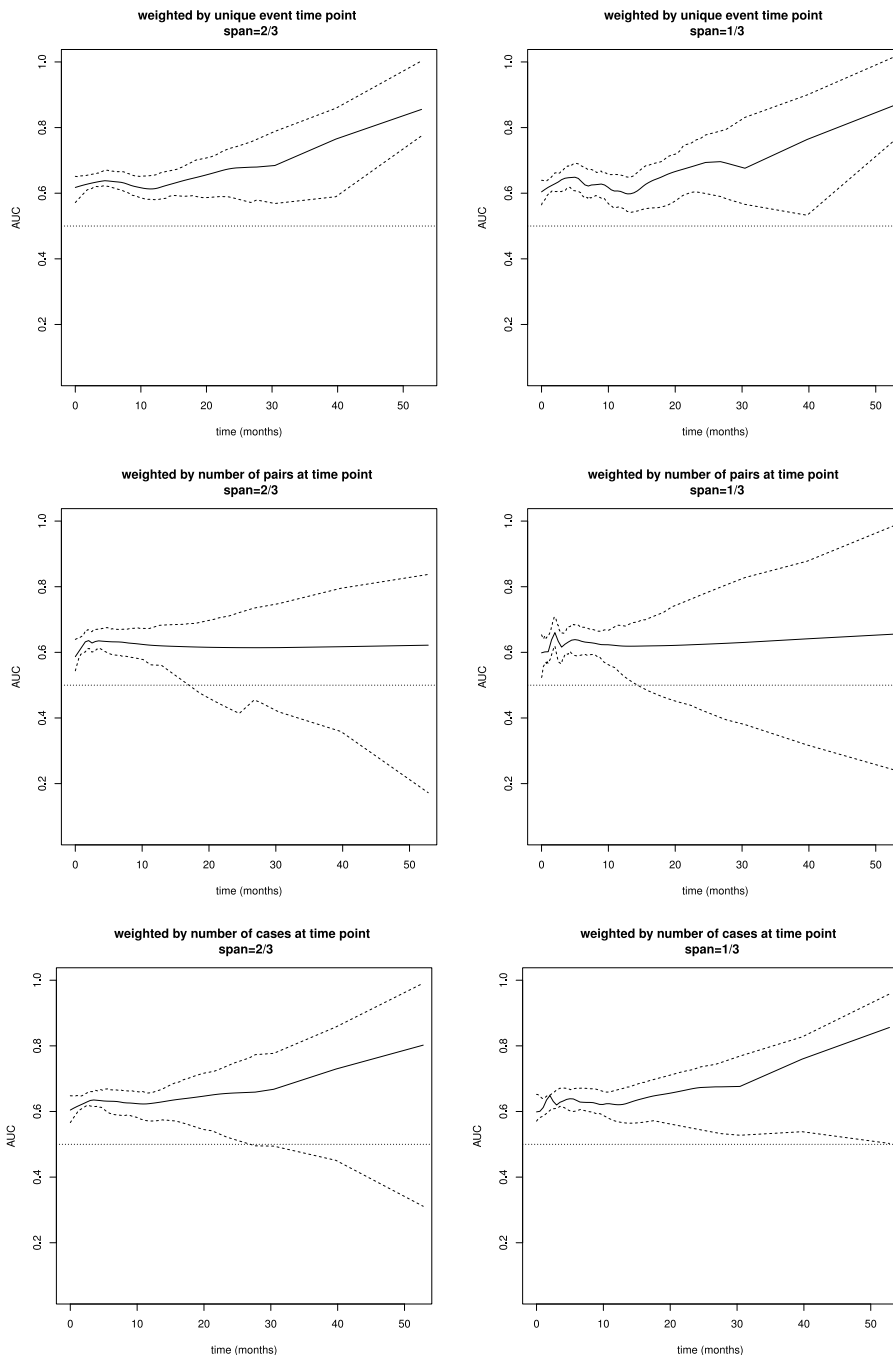 weighted by unique event time point
span=2/3
1.0
0.8
0.6
0.4
0.2
AUC
0 10 20 30 40 50
time (months)
weighted by unique event time point
span=1/3
1.0
0.8
0.6
0.4
0.2
AUC
0 10 20 30 40 50
time (months)
weighted by number of pairs at time point
span=2/3
1.0
0.8
0.6
0.4
0.2
AUC
0 10 20 30 40 50
time (months)
weighted by number of pairs at time point
span=1/3
1.0
0.8
0.6
0.4
0.2
AUC
0 10 20 30 40 50
time (months)
weighted by number of cases at time point
span=2/3
1.0
0.8
0.6
0.4
0.2
AUC
0 10 20 30 40 50
time (months)
weighted by number of cases at time point
span=1/3
1.0
0.8
0.6
0.4
0.2
AUC
0 10 20 30 40 50
time (months)